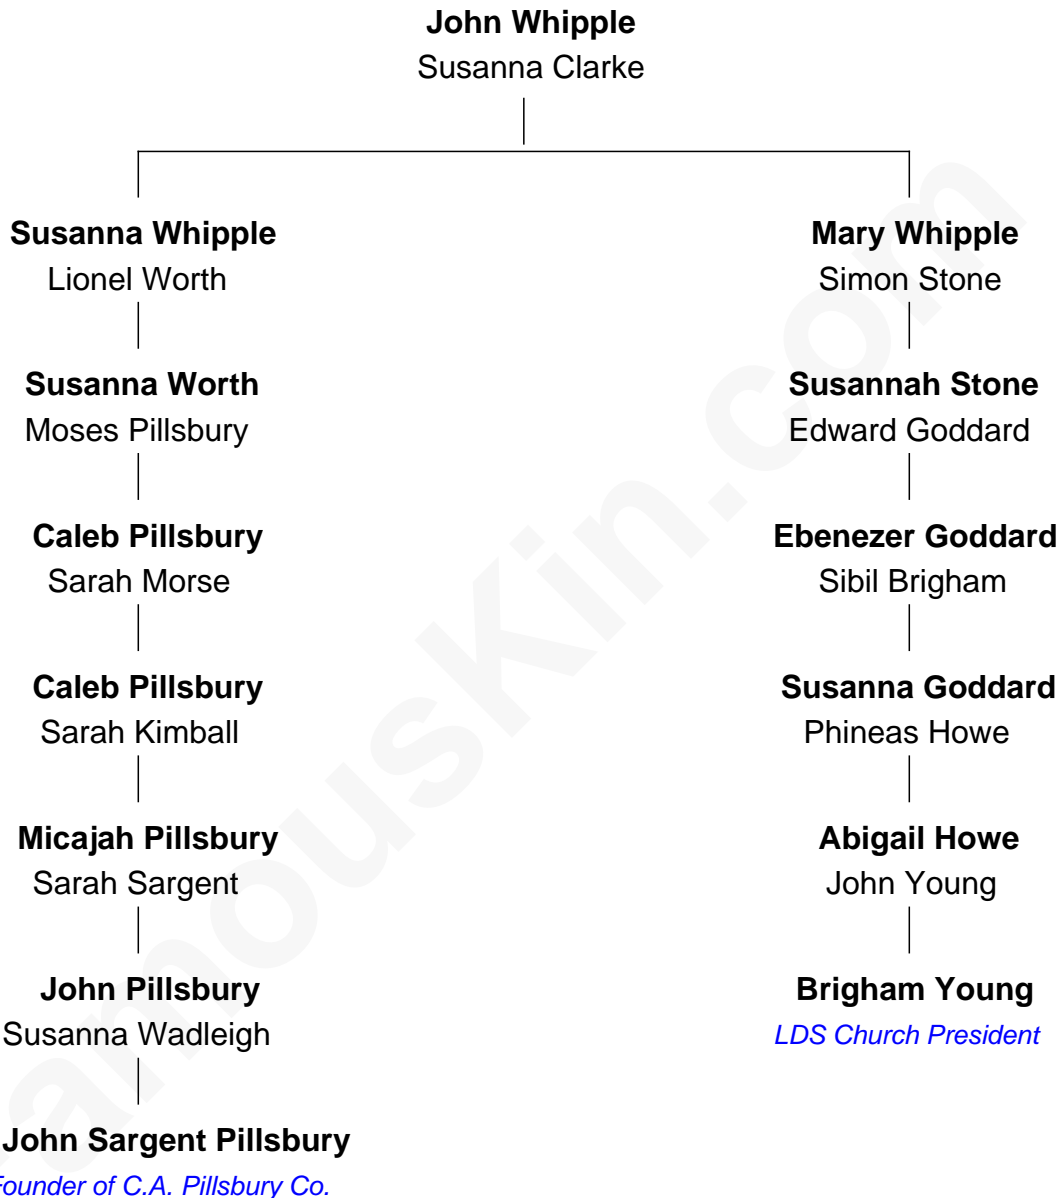 John Whipple
Susanna Clarke
Susanna Whipple
Lionel Worth
Mary Whipple
Simon Stone
Susanna Worth
Moses Pillsbury
Susannah Stone
Edward Goddard
Caleb Pillsbury
Sarah Morse
Ebenezer Goddard
Sibil Brigham
Caleb Pillsbury
Sarah Kimball
Susanna Goddard
Phineas Howe
Micajah Pillsbury
Sarah Sargent
Abigail Howe
John Young
John Pillsbury
Susanna Wadleigh
Brigham Young
LDS Church President
John Sargent Pillsbury
Founder of C.A. Pillsbury Co.
amouskin.com